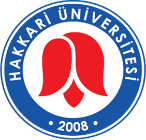 HAKKARİ ÜNİVERSİTESİ
• 2008 •